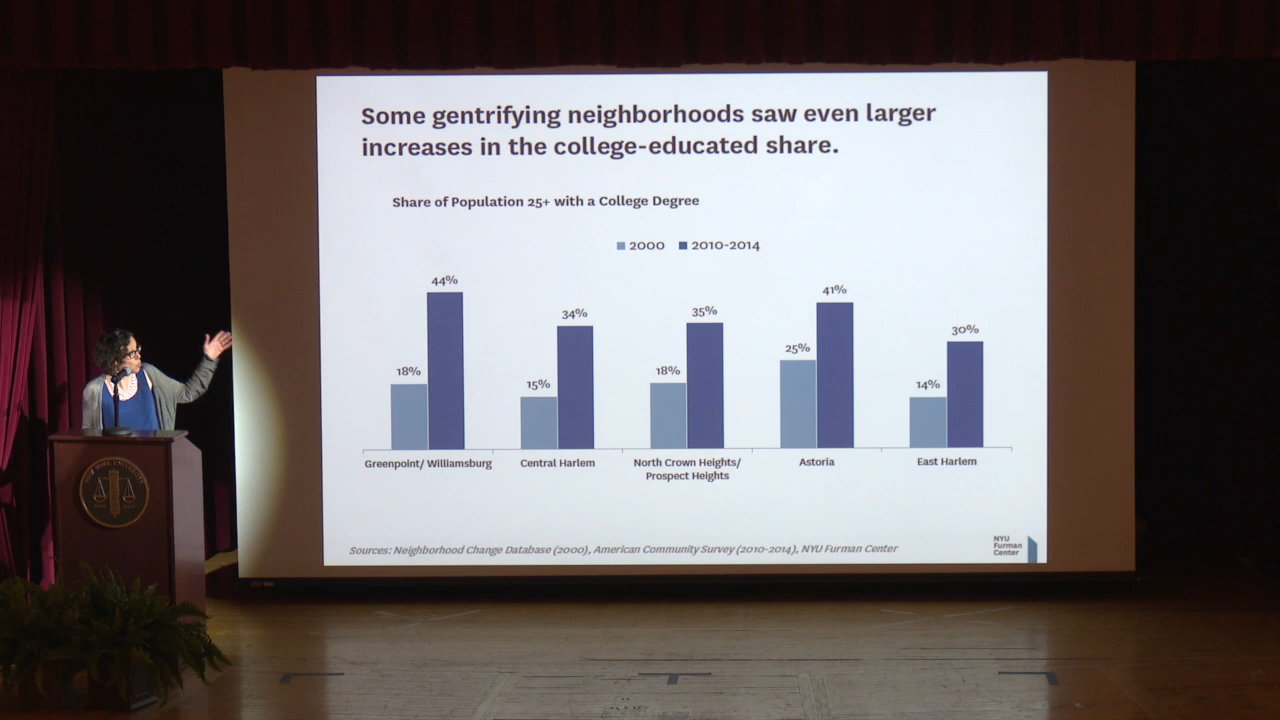 Some gentrifying neighborhoods saw even larger
increases in the college-educated share.
Share of Population 25+ with a College Degree
2000 2010-2014
44%
18%
34%
15%
35%
18%
41%
25%
30%
14%
Greenpoint/ Williamsburg
Central Harlem
North Crown Heights/
Prospect Heights
Astoria
East Harlem
Sources: Neighborhood Change Database (2000), American Community Survey (2010-2014), NYU Furman Center
NYU
Furman
Center